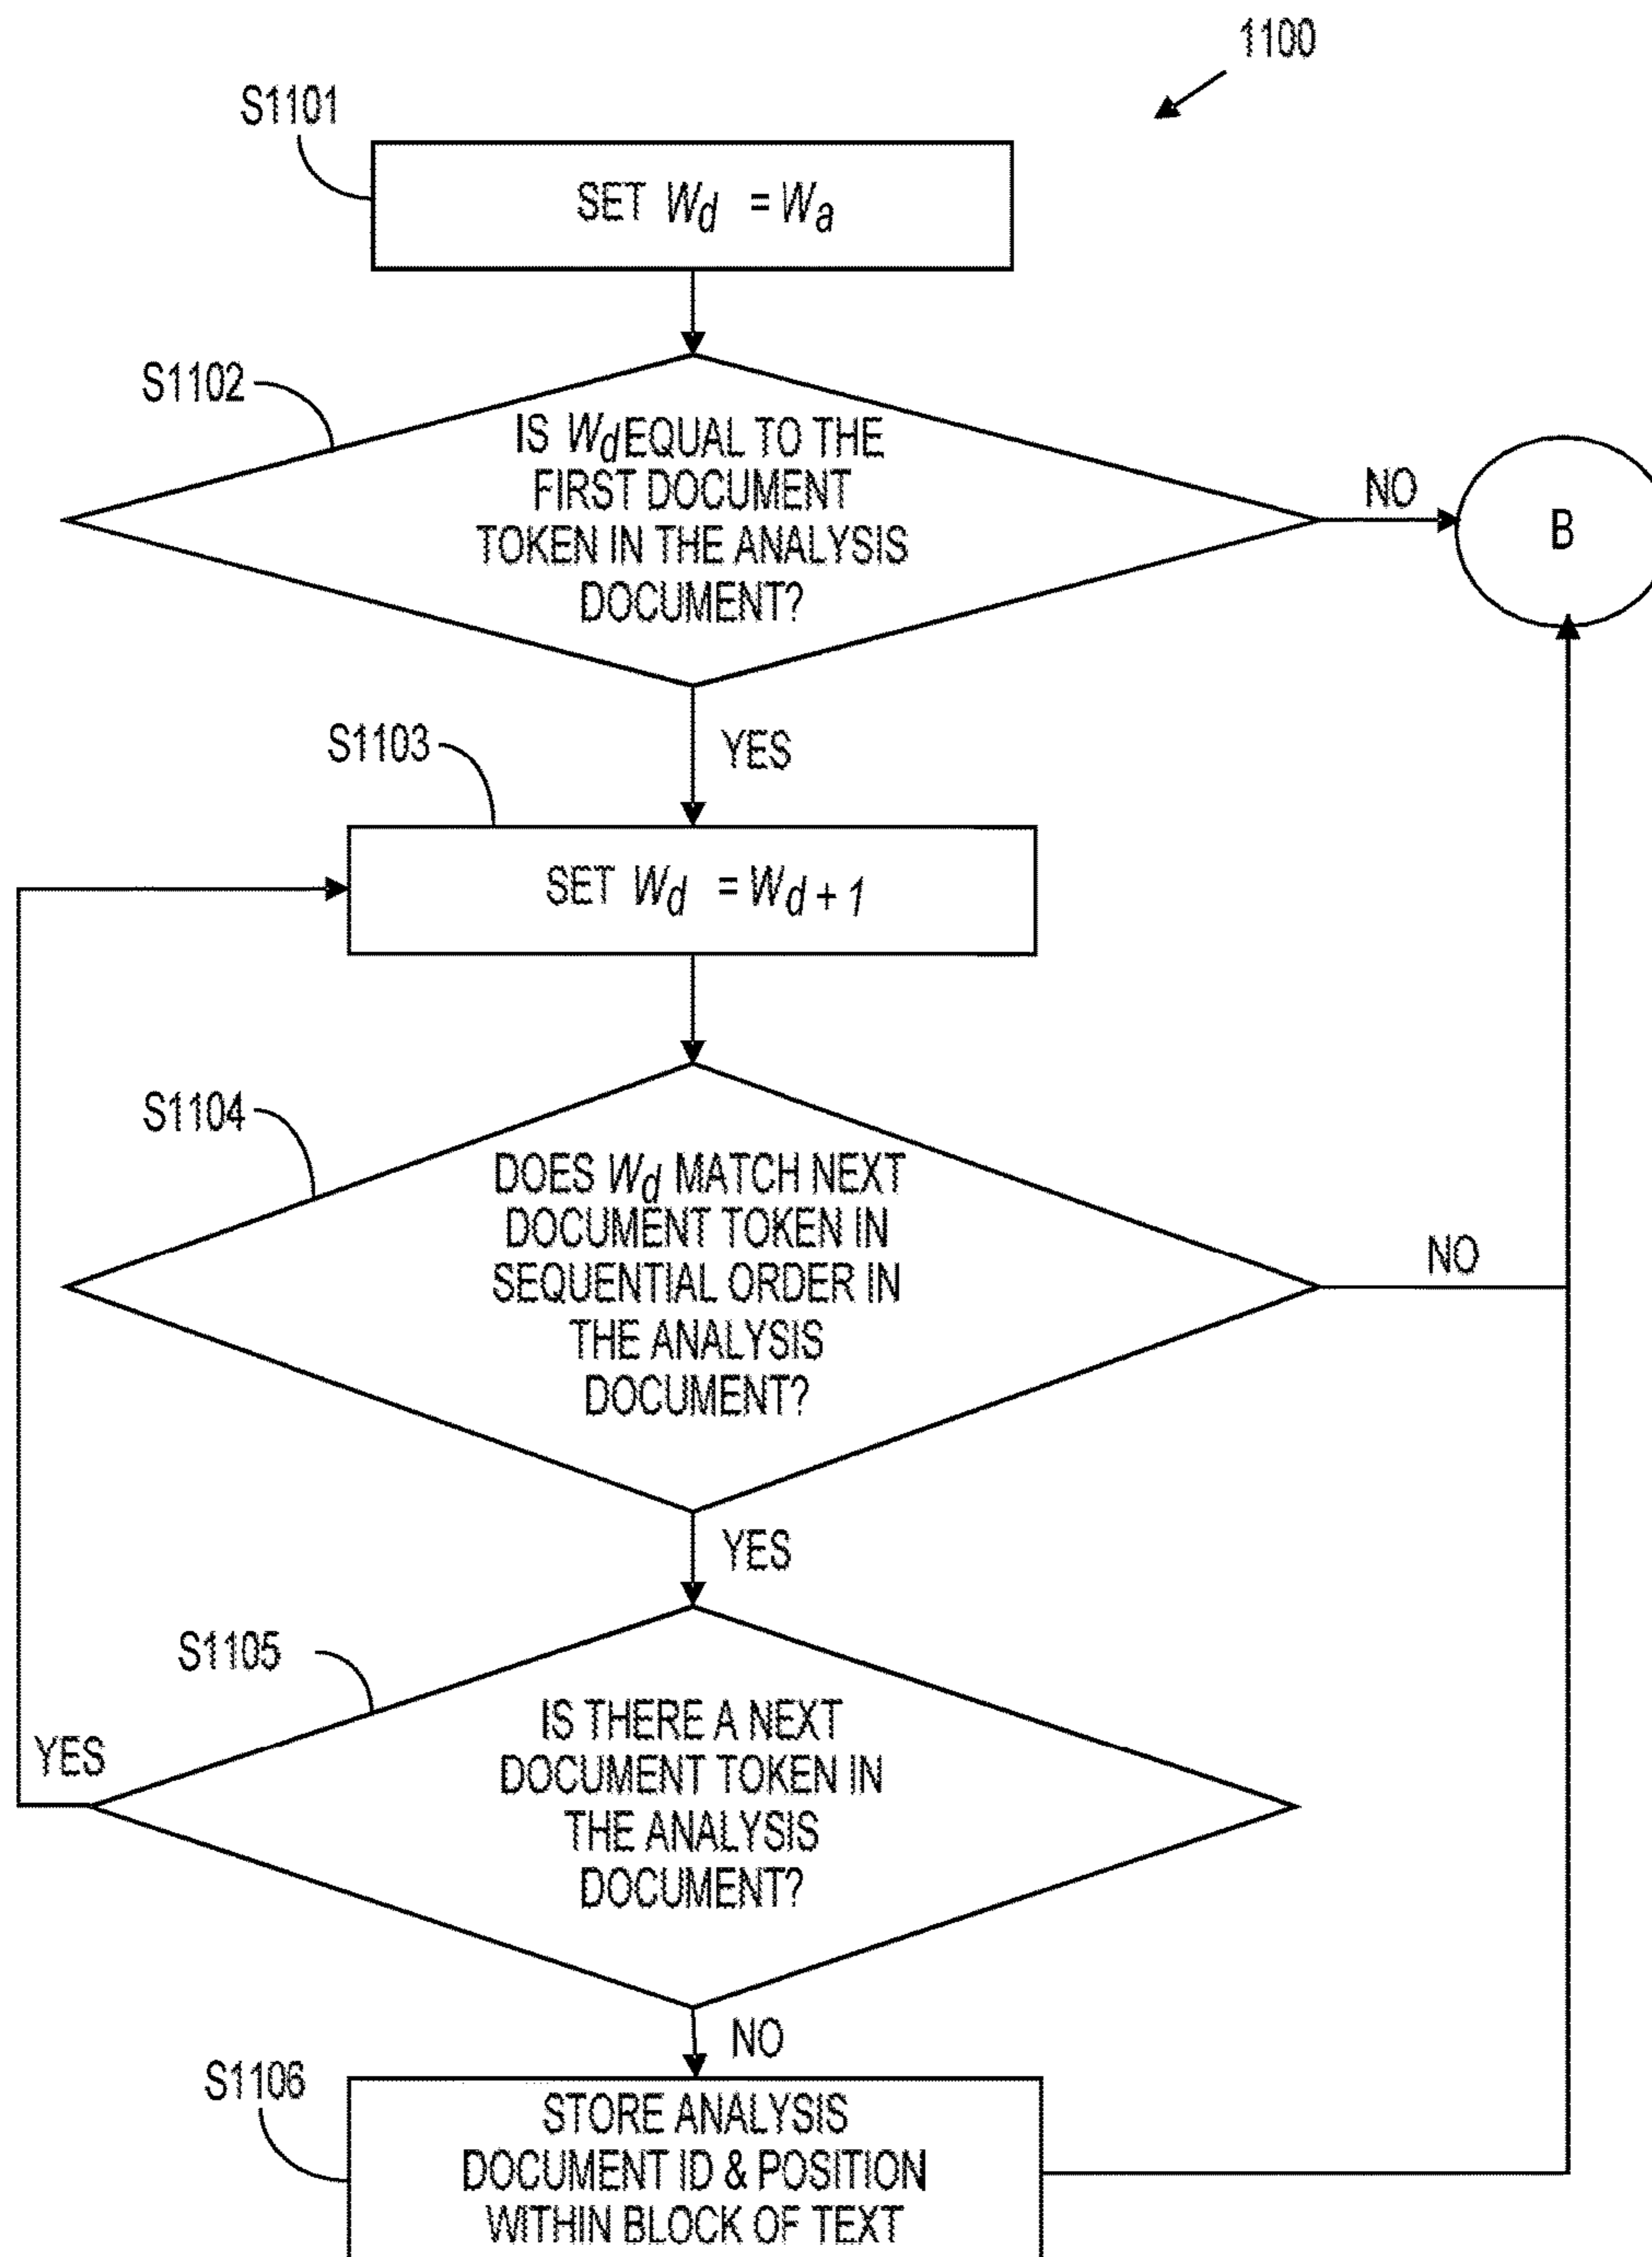 1100
S1101
SET Wd = Wa
S1102
IS Wd EQUAL TO THE
FIRST DOCUMENT
TOKEN IN THE ANALYSIS
DOCUMENT?
NO
B
YES
S1103
SET Wd = Wd + 1
S1104
DOES Wd MATCH NEXT
DOCUMENT TOKEN IN
SEQUENTIAL ORDER IN
THE ANALYSIS
DOCUMENT?
NO
YES
S1105
IS THERE A NEXT
DOCUMENT TOKEN IN
THE ANALYSIS
DOCUMENT?
YES
NO
S1106
STORE ANALYSIS
DOCUMENT ID & POSITION
WITHIN BLOCK OF TEXT